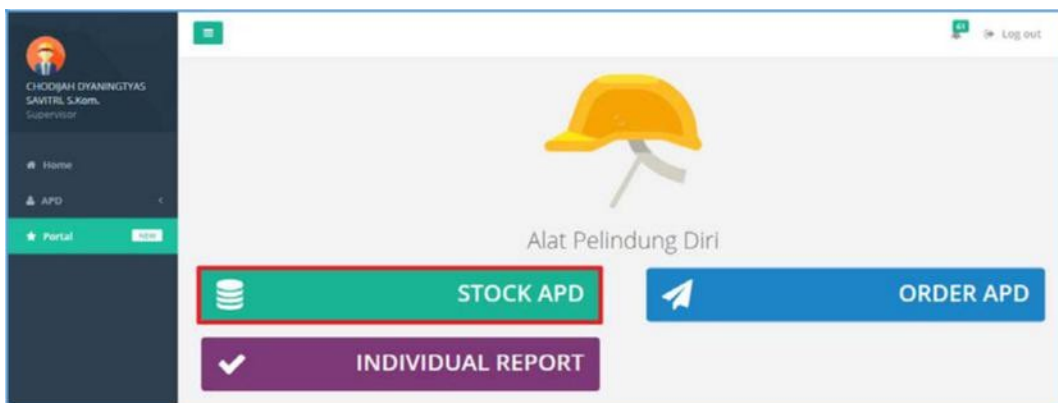 61
Log out
CHODIJAH DYANINGTYAS
SAVITRI, S.Kom.
Supervisor
Home
APD
Portal
NEW
Alat Pelindung Diri
STOCK APD
ORDER APD
INDIVIDUAL REPORT